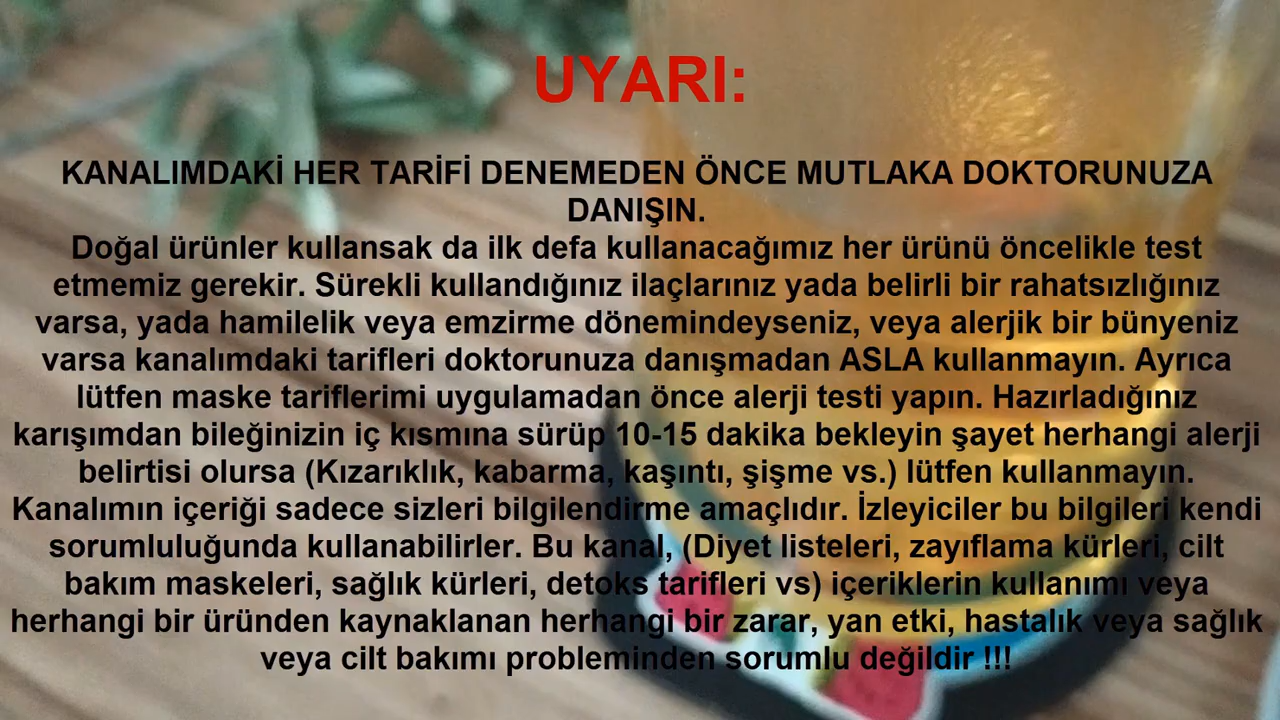 UYARI:
KANALIMDAKİ HER TARİFİ DENEMEDEN ÖNCE MUTLAKA DOKTORUNUZA
DANIŞIN.
Doğal ürünler kullansak da ilk defa kullanacağımız her ürünü öncelikle test
etmemiz gerekir. Sürekli kullandığınız ilaçlarınız yada belirli bir rahatsızlığınız
varsa, yada hamilelik veya emzirme dönemindeyseniz, veya alerjik bir bünyeniz
varsa kanalımdaki tarifleri doktorunuza danışmadan ASLA kullanmayın. Ayrıca
lütfen maske tariflerimi uygulamadan önce alerji testi yapın. Hazırladığınız
karışımdan bileğinizin iç kısmına sürüp 10-15 dakika bekleyin şayet herhangi alerji
belirtisi olursa (Kızarıklık, kabarma, kaşıntı, şişme vs.) lütfen kullanmayın.
Kanalımın içeriği sadece sizleri bilgilendirme amaçlıdır. İzleyiciler bu bilgileri kendi
sorumluluğunda kullanabilirler. Bu kanal, (Diyet listeleri, zayıflama kürleri, cilt
bakım maskeleri, sağlık kürleri, detoks tarifleri vs) içeriklerin kullanımı veya
herhangi bir üründen kaynaklanan herhangi bir zarar, yan etki, hastalık veya sağlık
veya cilt bakımı probleminden sorumlu değildir !!!